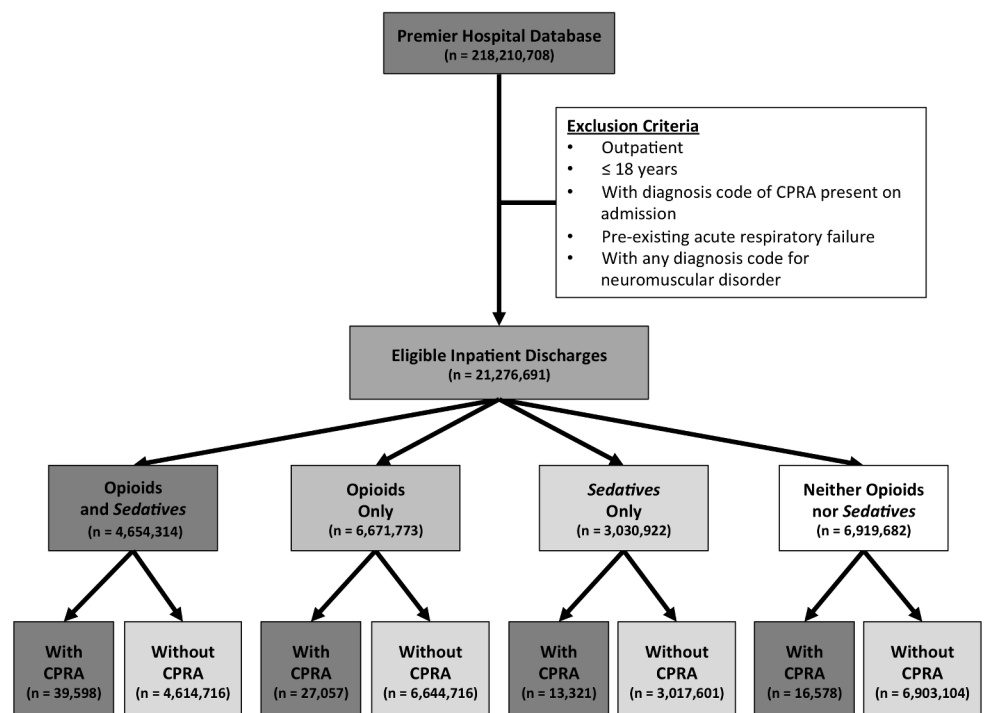 Premier Hospital Database
(n = 218,210,708)
Exclusion Criteria
• Outpatient
• ≤ 18 years
• With diagnosis code of CPRA present on
admission
• Pre-existing acute respiratory failure
• With any diagnosis code for
neuromuscular disorder
Eligible Inpatient Discharges
(n = 21,276,691)
Opioids
and Sedatives
(n = 4,654,314)
Opioids
Only
(n = 6,671,773)
Sedatives
Only
(n = 3,030,922)
Neither Opioids
nor Sedatives
(n = 6,919,682)
With
CPRA
(n = 39,598)
Without
CPRA
(n = 4,614,716)
With
CPRA
(n = 27,057)
Without
CPRA
(n = 6,644,716)
With
CPRA
(n = 13,321)
Without
CPRA
(n = 3,017,601)
With
CPRA
(n = 16,578)
Without
CPRA
(n = 6,903,104)